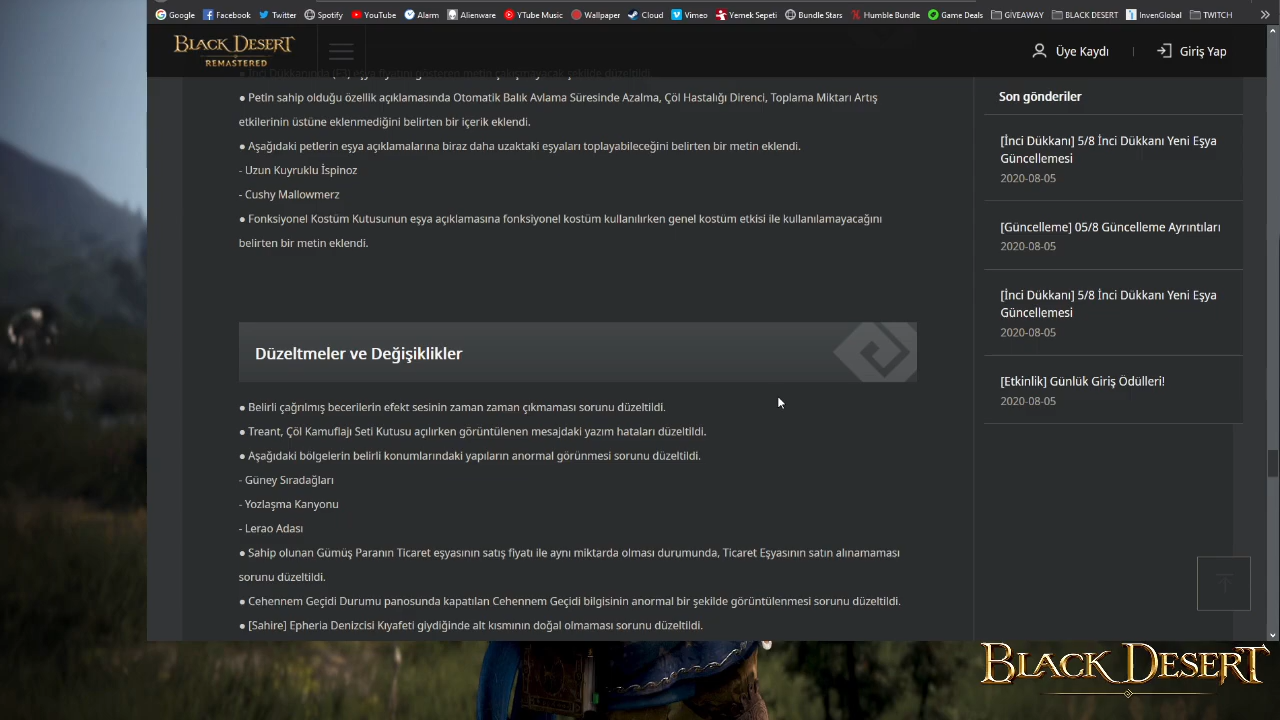 Google Facebook Twitter Spotify YouTube Alarm Alienware YTube Music Wallpaper Cloud Vimeo Yemek Sepeti Bundle Stars Humble Bundle Game Deals GİVEAWAY BLACK DESERT InvenGlobal TWITCH »
BLACK DESERT
REMASTERED
Üye Kaydı
Giriş Yap
● Petin sahip olduğu özellik açıklamasında Otomatik Balık Avlama Süresinde Azalma, Çöl Hastalığı Direnci, Toplama Miktarı Artış
etkilerinin üstüne eklenmediğini belirten bir içerik eklendi.
● Aşağıdaki petlerin eşya açıklamalarına biraz daha uzaktaki eşyaları toplayabileceğini belirten bir metin eklendi.
- Uzun Kuyruklu İspinoz
- Cushy Mallowmerz
● Fonksiyonel Kostüm Kutusunun eşya açıklamasına fonksiyonel kostüm kullanılırken genel kostüm etkisi ile kullanılamayacağını
belirten bir metin eklendi.
Düzeltmeler ve Değişiklikler
● Belirli çağrılmış becerilerin efekt sesinin zaman zaman çıkmaması sorunu düzeltildi.
● Treant, Çöl Kamuflajı Seti Kutusu açılırken görüntülenen mesajdaki yazım hataları düzeltildi.
● Aşağıdaki bölgelerin belirli konumlarındaki yapıların anormal görünmesi sorunu düzeltildi.
- Güney Sıradağları
- Yozlaşma Kanyonu
- Lerao Adası
● Sahip olunan Gümüş Paranın Ticaret eşyasının satış fiyatı ile aynı miktarda olması durumunda, Ticaret Eşyasının satın alınamaması
sorunu düzeltildi.
● Cehennem Geçidi Durumu panosunda kapatılan Cehennem Geçidi bilgisinin anormal bir şekilde görüntülenmesi sorunu düzeltildi.
● [Sahire] Epheria Denizcisi Kıyafeti giydiğinde alt kısmının doğal olmaması sorunu düzeltildi.
Son gönderiler
[İnci Dükkanı] 5/8 İnci Dükkanı Yeni Eşya
Güncellemesi
2020-08-05
[Güncelleme] 05/8 Güncelleme Ayrıntıları
2020-08-05
[İnci Dükkanı] 5/8 İnci Dükkanı Yeni Eşya
Güncellemesi
2020-08-05
[Etkinlik] Günlük Giriş Ödülleri!
2020-08-05
BLACK DESERT